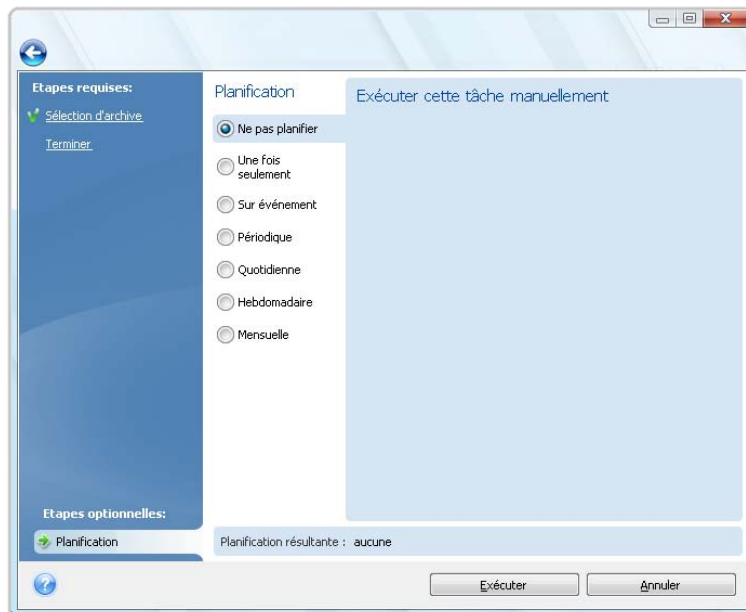 Etapes requises:
Sélection d'archive
Terminer
Etapes optionnelles:
Planification
Planification
Ne pas planifier
Une fois
seulement
Sur événement
Périodique
Quotidienne
Hebdomadaire
Mensuelle
Exécuter cette tâche manuellement
Planification résultante : aucune
Exécuter
Annuler